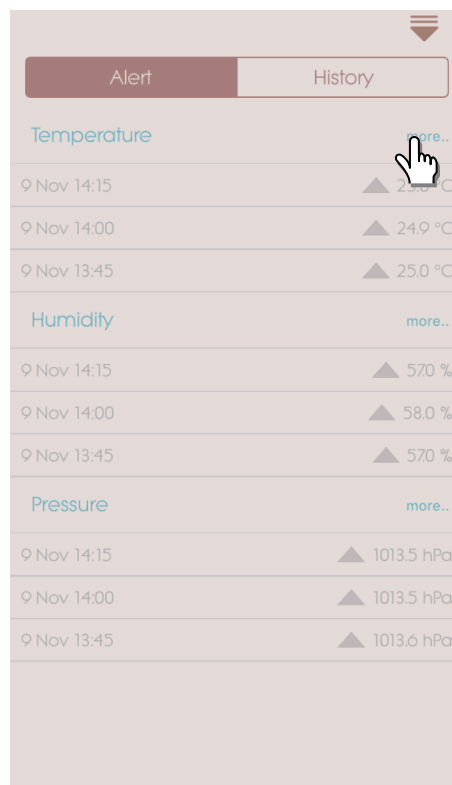 Alert History
Temperature more..
9 Nov 14:15
9 Nov 14:00 24.9 °C
9 Nov 13:45 25.0 °C
Humidity more..
9 Nov 14:15 57.0 %
9 Nov 14:00 58.0 %
9 Nov 13:45 57.0 %
Pressure more..
9 Nov 14:15 1013.5 hPa
9 Nov 14:00 1013.5 hPa
9 Nov 13:45 1013.6 hPa